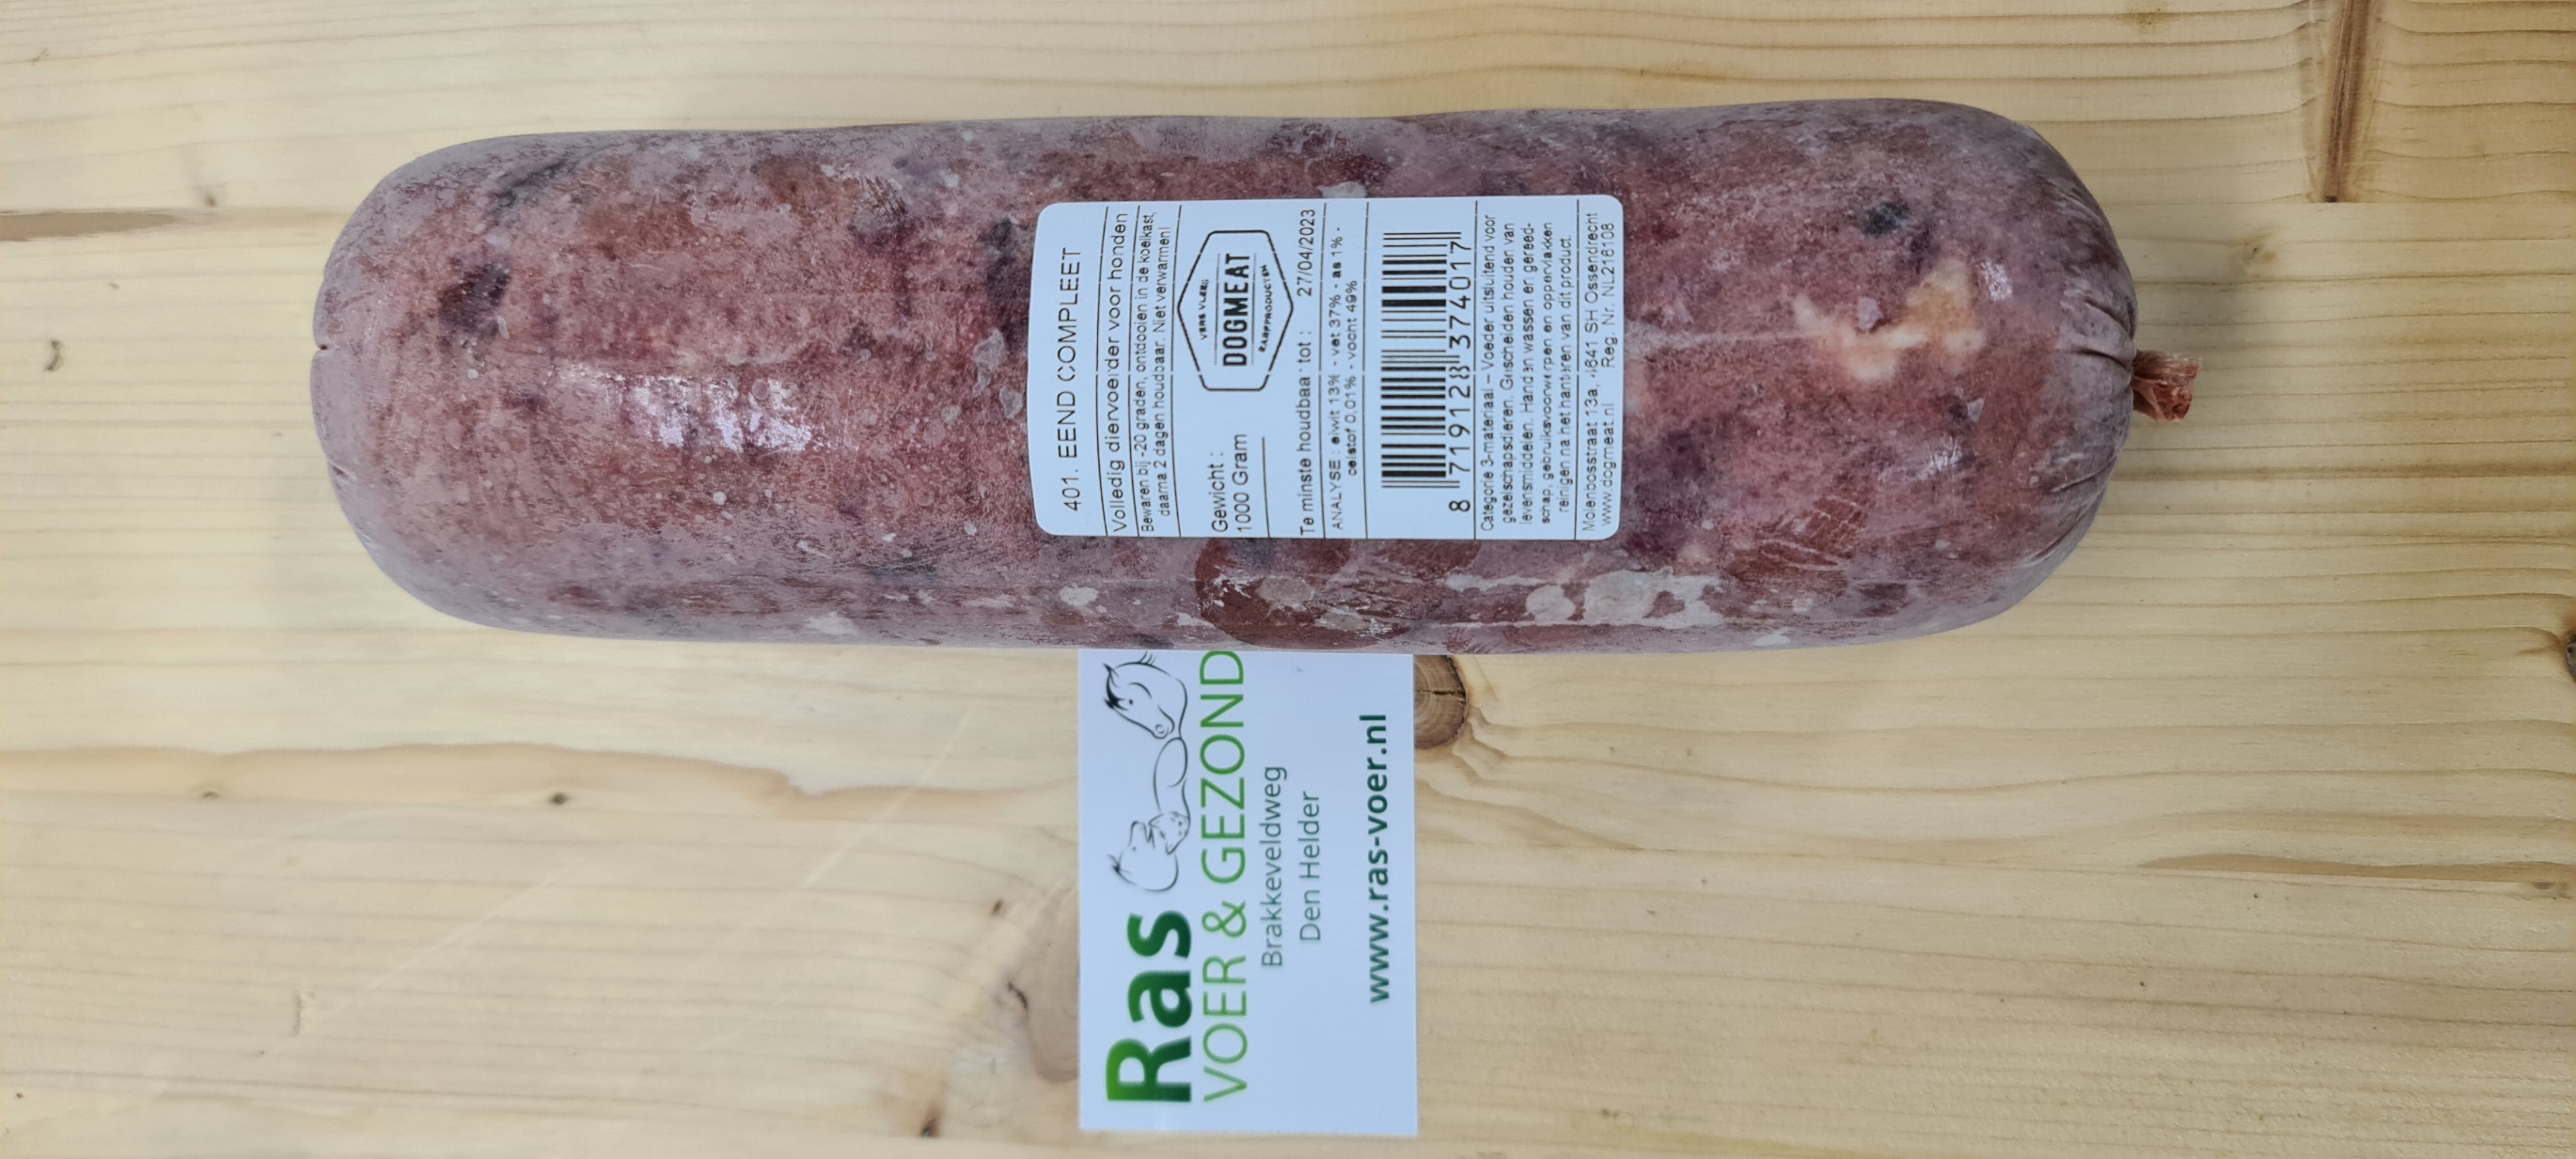 401. EEND COMPLEET
Volledig diervoeder voor honden
Bewaren bij -20 graden, ontdooien in de koelkast,
daarna 2 dagen houdbaar. Niet verwarmen!
Gewicht :
1000 Gram
VERS VLEES
DOGMEAT
BARFPRODUCTEN
Te minste houdbaa tot : 27/04/2023
ANALYSE : eiwit 13% - vet 37% - as 1% -
celstof 0.01% - vocht 49%
8 719128 374017
Categorie 3-materiaal – Voeder uitsluitend voor
gezelschapsdieren. Gescheiden houden van
levensmiddelen. Handen wassen en gereed-
schap, gebruiksvoorwerpen en oppervlakken
reinigen na het hanteren van dit product.
Molenbosstraat 13a, 4641 SH Ossendrecht
www.dogmeat.nl Reg. Nr. NL216108
Ras
VOER & GEZOND
Brakkeveldweg
Den Helder
www.ras-voer.nl